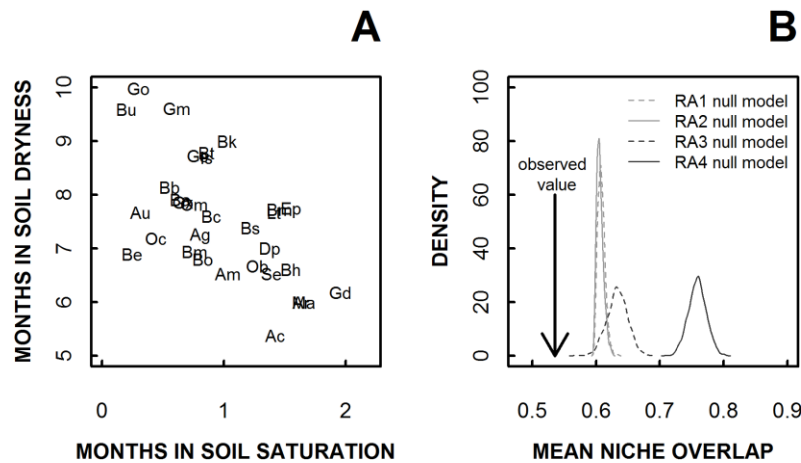 A
MONTHS IN SOIL DRYNESS
10
9
8
7
6
5
Go
Bu
Gm
Bk
Bt
Bb
Au
Bc
Ep
Oc
Ag
Bs
Be
Bm
Bo
Dp
Am
Ob
Se
Bh
Gd
Ac
0
1
2
MONTHS IN SOIL SATURATION
B
DENSITY
100
80
60
40
20
0
RA1 null model
RA2 null model
RA3 null model
RA4 null model
observed
value
0.5
0.6
0.7
0.8
0.9
MEAN NICHE OVERLAP